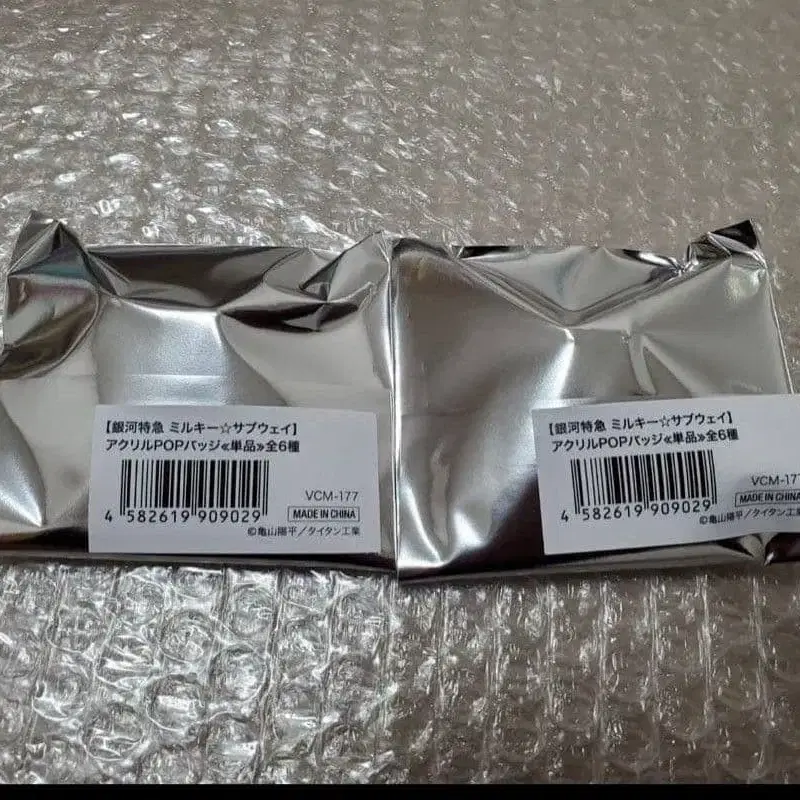 【銀河特急 ミルキー☆サブウェイ】
アクリルPOPバッジ≪単品≫全6種
VCM-177
4 582619 909029
MADE IN CHINA
©亀山陽平/タイタン工業
【銀河特急 ミルキー☆サブウェイ】
アクリルPOPバッジ≪単品≫全6種
VCM-177
4 582619 909029
MADE IN CHINA
©亀山陽平/タイタン工業